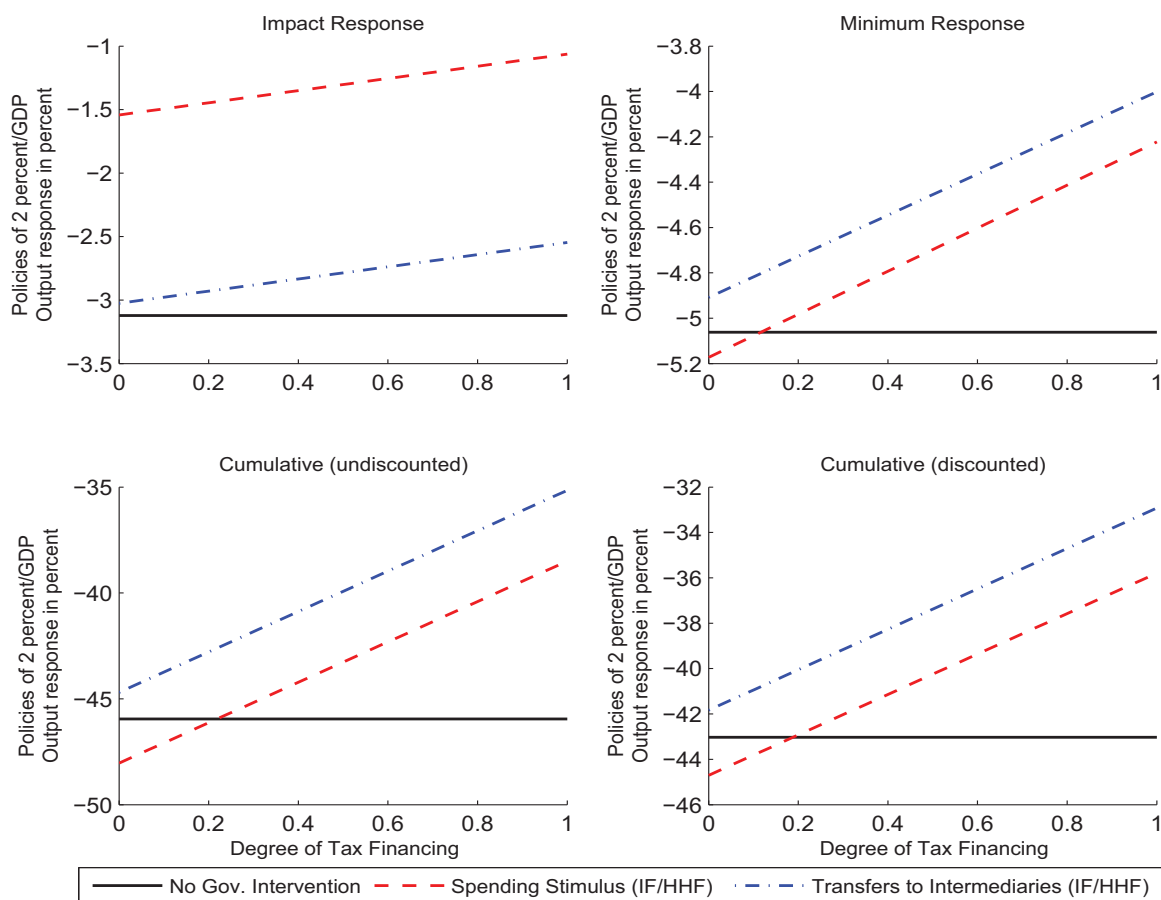 Impact Response
Policies of 2 percent/GDP
Output response in percent
−1
−1.5
−2
−2.5
−3
−3.5
0 0.2 0.4 0.6 0.8 1
Minimum Response
Policies of 2 percent/GDP
Output response in percent
−3.8
−4
−4.2
−4.4
−4.6
−4.8
−5
−5.2
0 0.2 0.4 0.6 0.8 1
Cumulative (undiscounted)
Policies of 2 percent/GDP
Output response in percent
−35
−40
−45
−50
0 0.2 0.4 0.6 0.8 1
Degree of Tax Financing
Cumulative (discounted)
Policies of 2 percent/GDP
Output response in percent
−32
−34
−36
−38
−40
−42
−44
−46
0 0.2 0.4 0.6 0.8 1
Degree of Tax Financing
No Gov. Intervention Spending Stimulus (IF/HHF) Transfers to Intermediaries (IF/HHF)